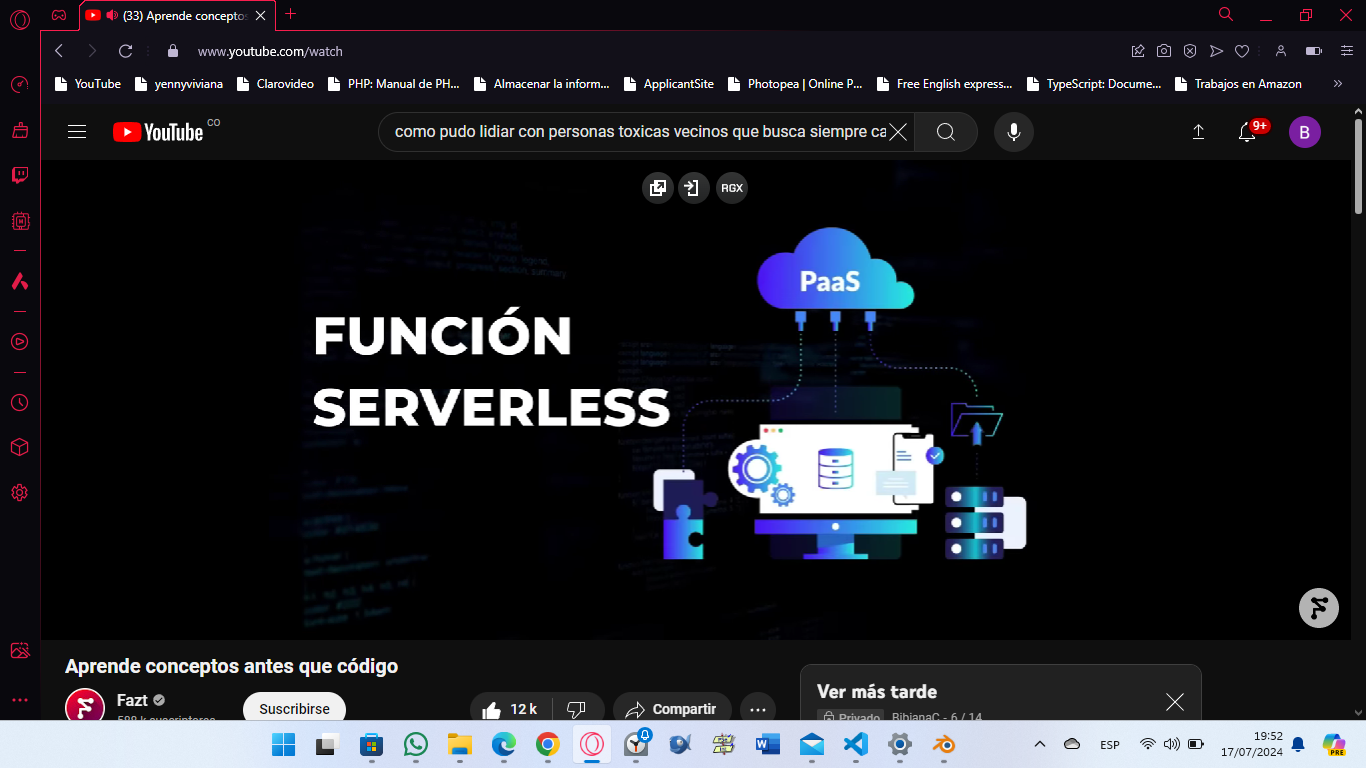 (33) Aprende conceptos
www.youtube.com/watch
YouTube
yennyviviana
Clarovideo
PHP: Manual de PH...
Almacenar la inform...
ApplicantSite
Photopea | Online P...
Free English express...
TypeScript: Docume...
Trabajos en Amazon
YouTube CO
como pudo lidiar con personas toxicas vecinos que busca siempre ca
9+
B
RGX
PaaS
FUNCIÓN
SERVERLESS
Aprende conceptos antes que código
Fazt
Suscribirse
12 k
Compartir
Ver más tarde
Privado BibianaC - 6 / 14
ESP
19:52
17/07/2024
PRE